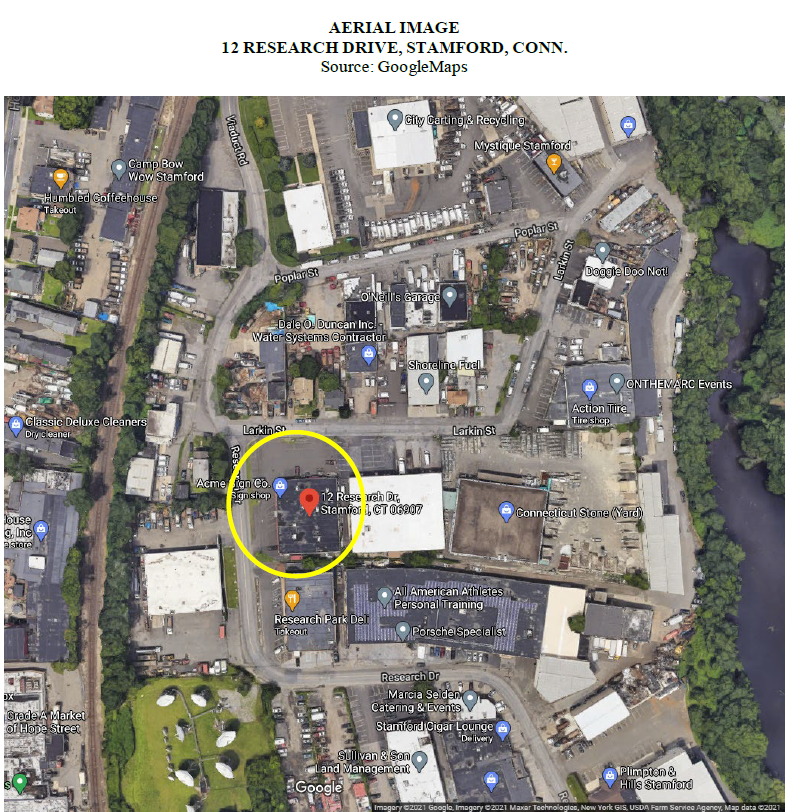 AERIAL IMAGE
12 RESEARCH DRIVE, STAMFORD, CONN.
Source: GoogleMaps
City Carting & Recycling
Viaduct Rd
Mystique Stamford
Camp Bow
Wow Stamford
Humbled Coffeehouse
Takeout
Poplar St
Larkin St
Poplar St
Doggie Doo Not!
O'Neill's Garage
Dale O. Duncan Inc. -
Water Systems Contractor
Shoreline Fuel
ONTHEMARC Events
Action Tire
Tire shop
Classic Deluxe Cleaners
Dry cleaner
Larkin St
Larkin St
Acme Sign Co.
Sign shop
12 Research Dr,
Stamford, CT 06907
Connecticut Stone (Yard)
All American Athletes
Personal Training
Research Park Deli
Takeout
Porsche Specialist
Research Dr
Marcia Selden
Catering & Events
Grade A Market
of Hope Street
Stamford Cigar Lounge
Delivery
Sullivan & Son
Land Management
Plimpton &
Hills Stamford
Google
Imagery ©2021 Google, Imagery ©2021 Maxar Technologies, New York GIS, USDA Farm Service Agency, Map data ©2021